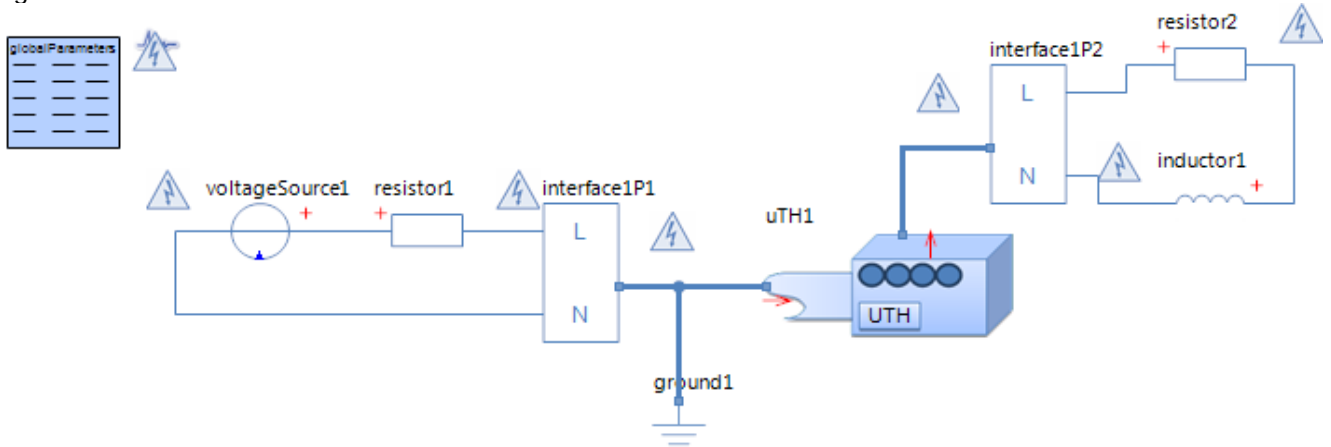 globalParameters
resistor2
interface1P2
L
N
inductor1
voltageSource1
resistor1
interface1P1
L
N
uTH1
UTH
ground1